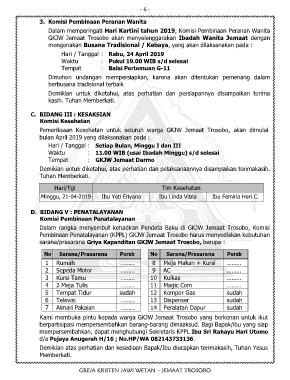 - 6 -
3. Komisi Pembinaan Peranan Wanita
Dalam memperingati Hari Kartini tahun 2019, Komisi Pembinaan Peranan Wanita
GKJW Jemaat Trosobo akan menyelenggarakan Ibadah Wanita Jemaat dengan
mengenakan Busana Tradisional / Kebaya, yang akan dilaksanakan pada :
Hari / Tanggal : Rabu, 24 April 2019
Waktu : Pukul 19.00 WIB s/d selesai
Tempat : Balai Pertemuan G-11
Dimohon undangan mempersiapkan, karena akan ditentukan pemenang dalam
berbusana tradisional terbaik
Demikian untuk diketahui, atas perhatian dan persiapannya disampaikan terima
kasih. Tuhan Memberkati.
C. BIDANG III : KESAKSIAN
Komisi Kesehatan
Pemeriksaan Kesehatan untuk seluruh warga GKJW Jemaat Trosobo, akan dimulai
bulan April 2019 yang dilaksanakan pada :
Hari / Tanggal : Setiap Bulan, Minggu I dan III
Waktu : 11.00 WIB (usai Ibadah Minggu) s/d selesai
Tempat : GKJW Jemaat Darmo
Demikian untuk diketahui, atas perhatian dan pelaksanaannya disampaikan terimakasih.
Tuhan Memberkati.
Hari/Tgl Tim Kesehatan
Minggu, 21-04-2019 Ibu Yeti Eriyana Ibu Linda Vibra Ibu Femiria Heri C.
D. BIDANG V : PENATALAYANAN
Komisi Pembinaan Penatalayanan
Dalam rangka menyambut kehadiran Pendeta Baku di GKJW Jemaat Trosobo, Komisi
Pembinaan Penatalayanan (KPPL) GKJW Jemaat Trosobo harus menyediakan kebutuhan
sarana/prasarana Griya Kapanditan GKJW Jemaat Trosobo, berupa :
No Sarana/Prasarana Persb No Sarana/Prasarana Persb
1 Rumah ........ 8 Meja Makan + Kursi ........
2 Sepeda Motor ........ 9 AC ........
3 Kursi Tamu ........ 10 Kulkas ........
4 2 Meja Tulis ........ 11 Magic Com ........
5 Tempat Tidur sudah 12 Kompor Gas sudah
6 Televisi ........ 13 Dispenser sudah
7 Almari Pakaian ........ 14 Peralatan Dapur sudah
Kami membuka pintu kepada warga GKJW Jemaat Trosobo yang berkenan untuk ikut
berpartisipasi mempersembahkan barang-barang dimaksud. Bagi Bapak/Ibu yang siap
mempersembahkan, dapat menghubungi Sekretaris KPPL, Ibu Sri Rahayu Hari Utomo
d/a Pejaya Anugerah H/16 ; No.HP/WA 082143733136.
Demikian atas perhatian dan kesediaan Bapak/Ibu diucapkan terimakasih, Tuhan Yesus
Memberkati.
GREJA KRISTEN JAWI WETAN – JEMAAT TROSOBO